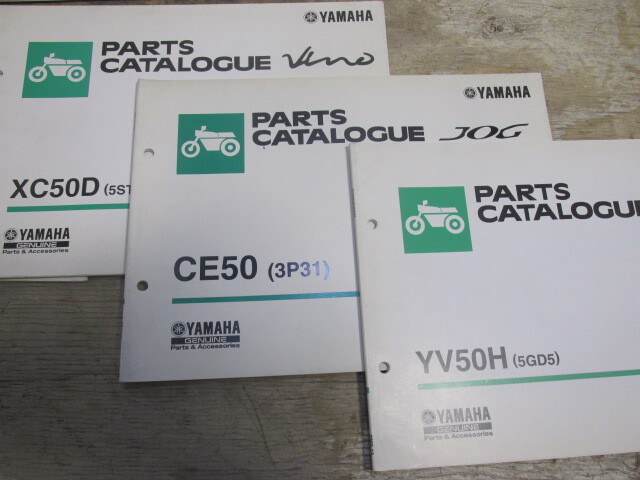 YAMAHA
PARTS
CATALOGUE Vino
XC50D (5ST
YAMAHA
GENUINE
Parts & Accessories
YAMAHA
PARTS
CATALOGUE JOG
CE50 (3P31)
YAMAHA
GENUINE
Parts & Accessories
PARTS
CATALOGUE
YV50H (5GD5)
YAMAHA
GENUINE
Parts & Accessories